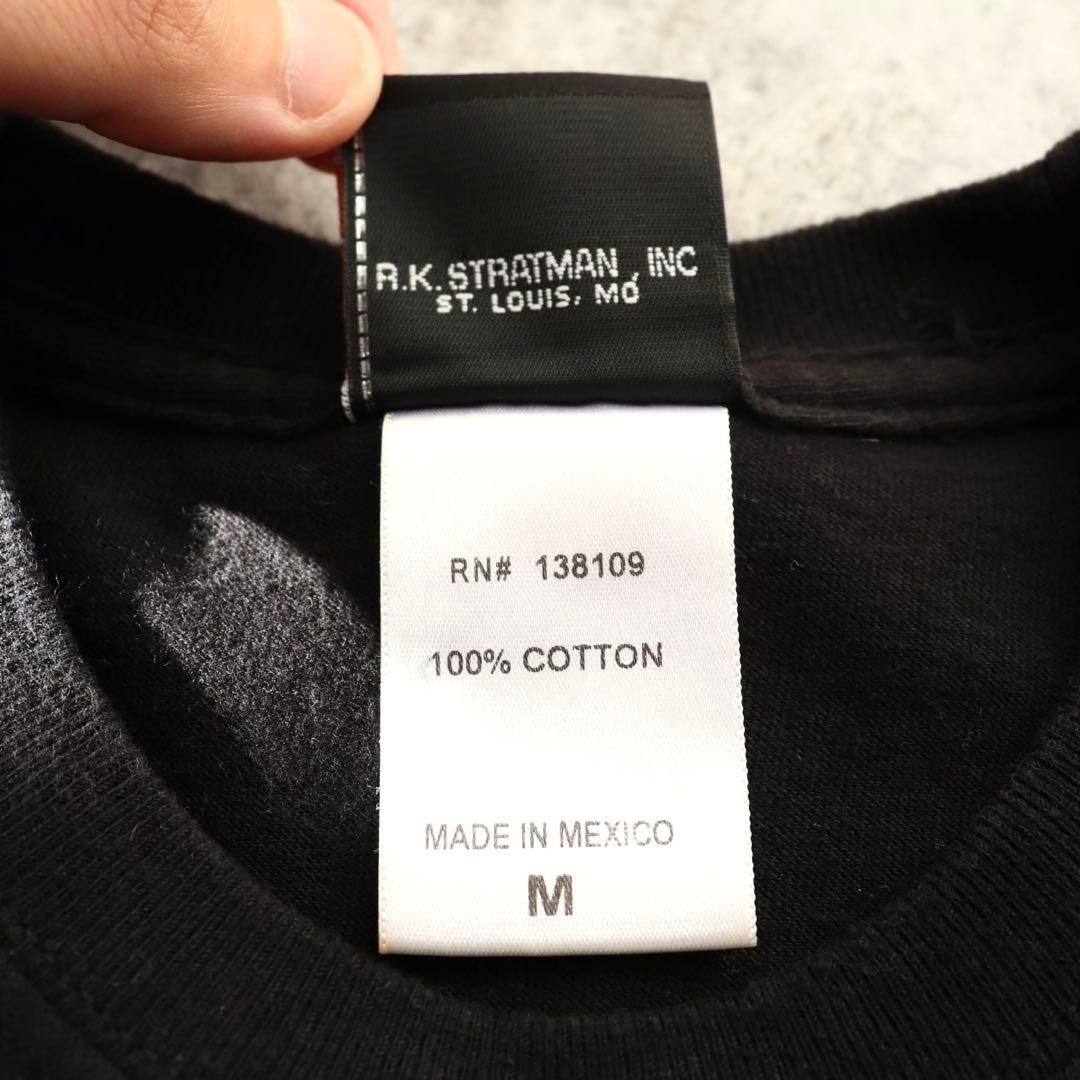 R.K. STRATMAN, INC
ST. LOUIS, MO
RN# 138109
100% COTTON
MADE IN MEXICO
M